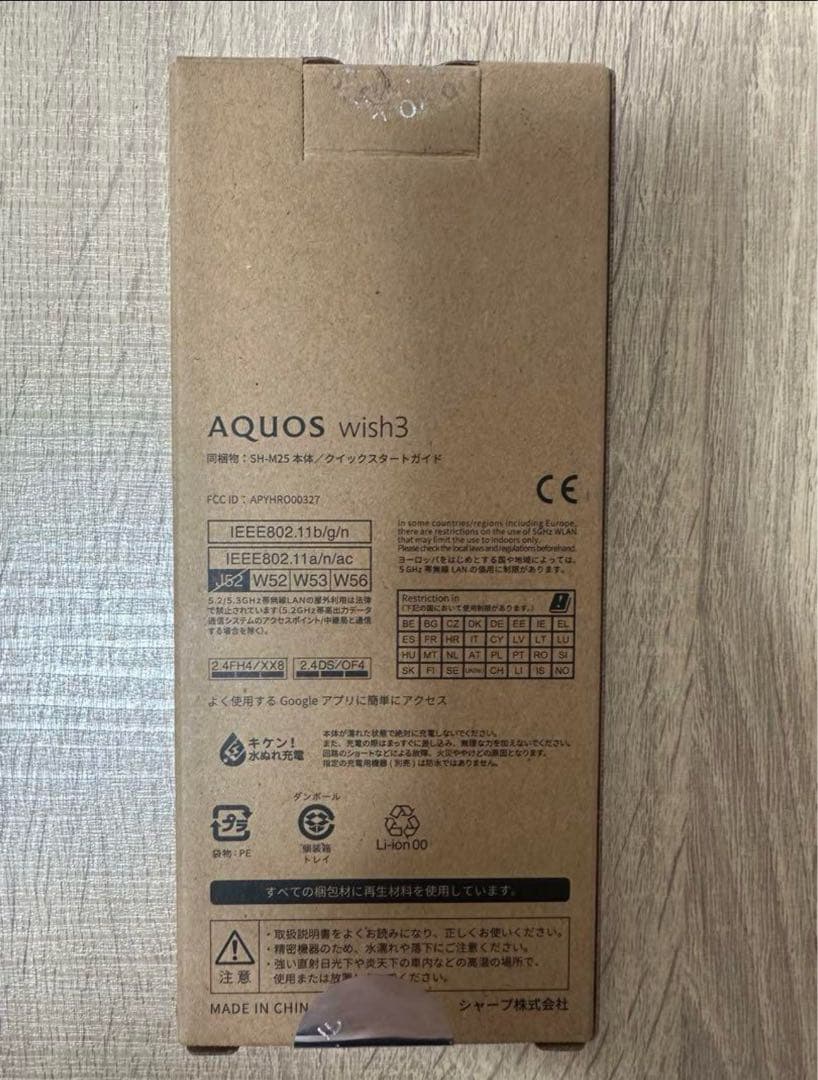 AQUOS wish3
同梱物：SH-M25 本体／クイックスタートガイド
FCC ID：APYHRO00327
CE
IEEE802.11b/g/n
IEEE802.11a/n/ac
J52 W52 W53 W56
5.2/5.3GHz帯無線LANの屋外利用は法律
で禁止されています(5.2GHz帯高出力データ
通信システムのアクセスポイント/中継局と通信
する場合を除く)。
2.4FH4/XX8 2.4DS/OF4
In some countries/regions including Europe,
there are restrictions on the use of 5GHz WLAN
that may limit the use to indoors only.
Please check the local laws and regulations beforehand.
ヨーロッパをはじめとする国や地域によっては、
5GHz 帯無線 LAN の使用に制限があります。
Restriction in
(下記の国において使用制限があります。)
BE BG CZ DK DE EE IE EL
ES FR HR IT CY LV LT LU
HU MT NL AT PL PT RO SI
SK FI SE UK(NI) CH LI IS NO
よく使用する Google アプリに簡単にアクセス
キケン！
水ぬれ充電
本体が濡れた状態で絶対に充電しないでください。
また、充電の際はまっすぐに差し込み、無理な力を加えないでください。
回路のショートなどによる故障、火災ややけどの原因となります。
指定の充電用機器(別売)は防水ではありません。
プラ
袋物：PE
ダンボール
個装箱
トレイ
Li-ion 00
すべての梱包材に再生材料を使用しています。
注意
・取扱説明書をよくお読みになり、正しくお使いください。
・精密機器のため、水濡れや落下にご注意ください。
・強い直射日光下や炎天下の車内などの高温の場所で、
使用または放置しないでください。
MADE IN CHIN
シャープ株式会社